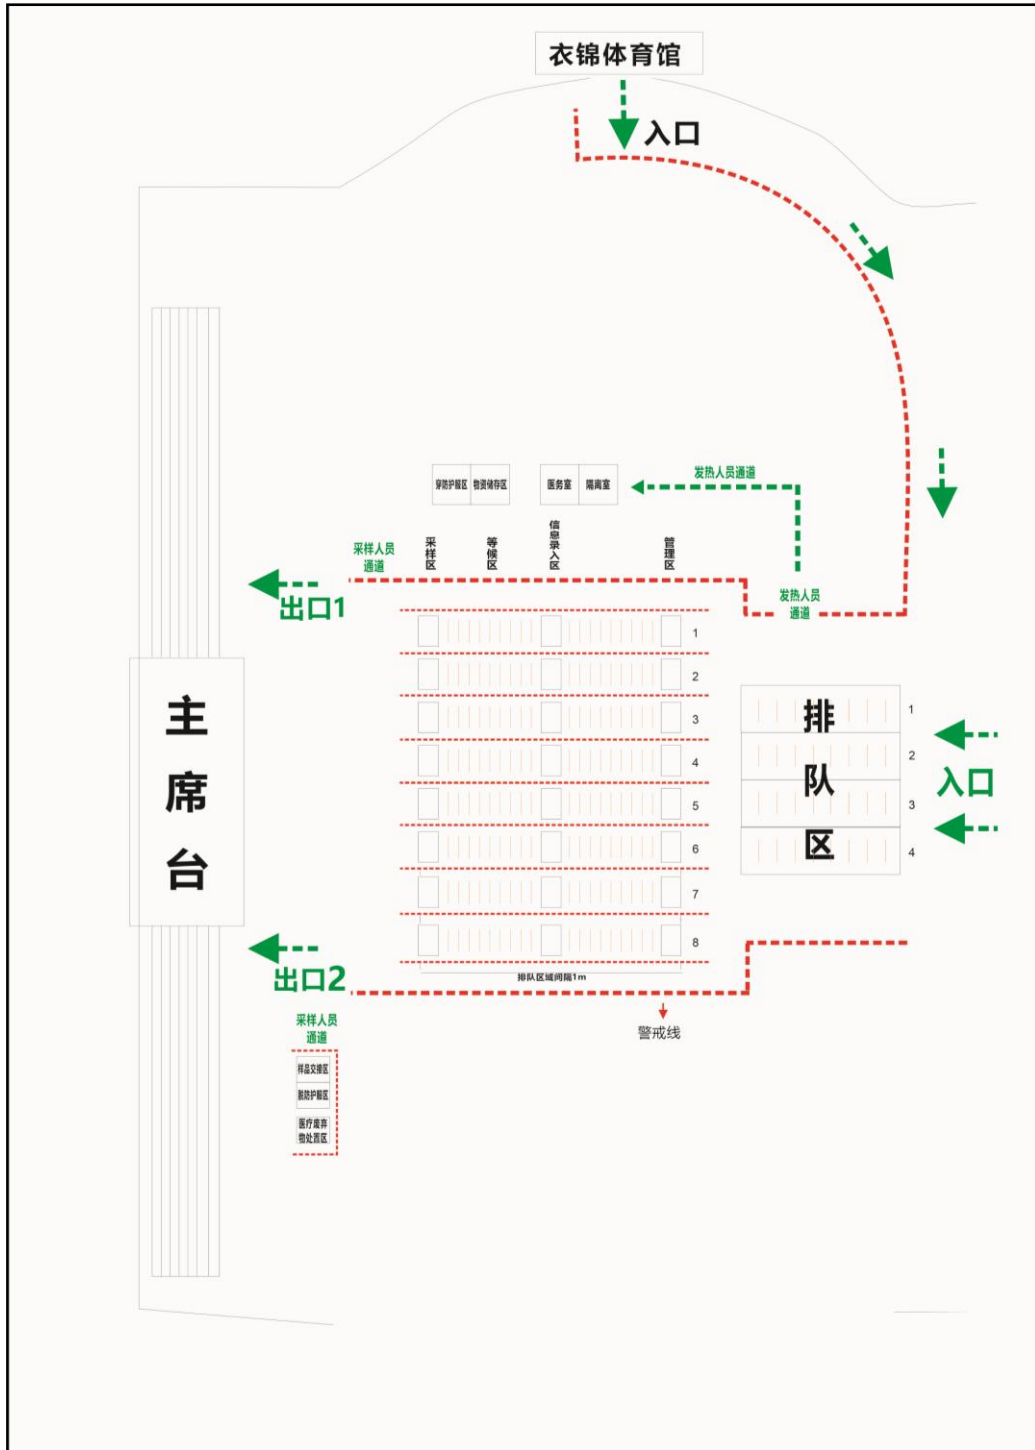 衣锦体育馆
入口
发热人员通道
穿防护服区
物资储存区
医务室
隔离室
采样区
等候区
信息录入区
管理区
采样人员
通道
出口1
发热人员
通道
1
2
3
4
5
6
7
8
排队区
1
2
3
4
入口
主席台
出口2
排队区域间隔1m
警戒线
采样人员
通道
样品交接区
脱防护服区
医疗废弃
物处置区